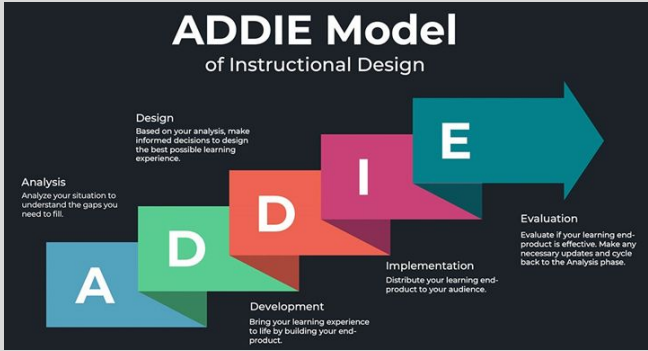 ADDIE Model
of Instructional Design
Design
Based on your analysis, make
informed decisions to design
the best possible learning
experience.
Analysis
Analyze your situation to
understand the gaps you
need to fill.
A
D
D
I
E
Evaluation
Evaluate if your learning end-
product is effective. Make any
necessary updates and cycle
back to the Analysis phase.
Implementation
Distribute your learning end-
product to your audience.
Development
Bring your learning experience
to life by building your end-
product.